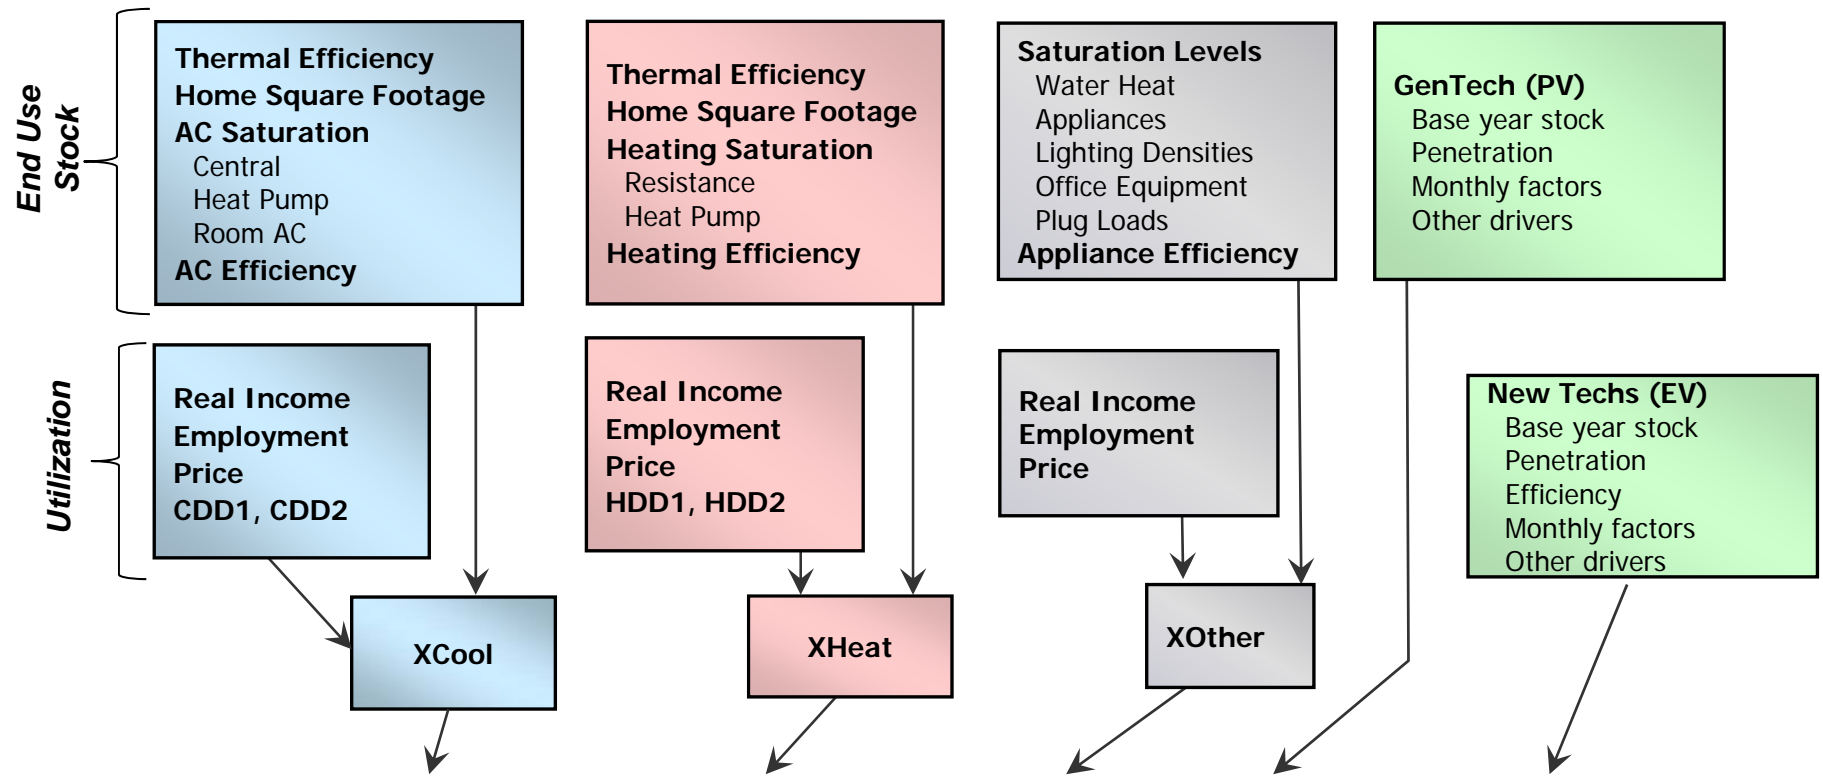 End Use
Stock
Thermal Efficiency
Home Square Footage
AC Saturation
Central
Heat Pump
Room AC
AC Efficiency
Thermal Efficiency
Home Square Footage
Heating Saturation
Resistance
Heat Pump
Heating Efficiency
Saturation Levels
Water Heat
Appliances
Lighting Densities
Office Equipment
Plug Loads
Appliance Efficiency
GenTech (PV)
Base year stock
Penetration
Monthly factors
Other drivers
Utilization
Real Income
Employment
Price
CDD1, CDD2
Real Income
Employment
Price
HDD1, HDD2
Real Income
Employment
Price
New Techs (EV)
Base year stock
Penetration
Efficiency
Monthly factors
Other drivers
XCool
XHeat
XOther